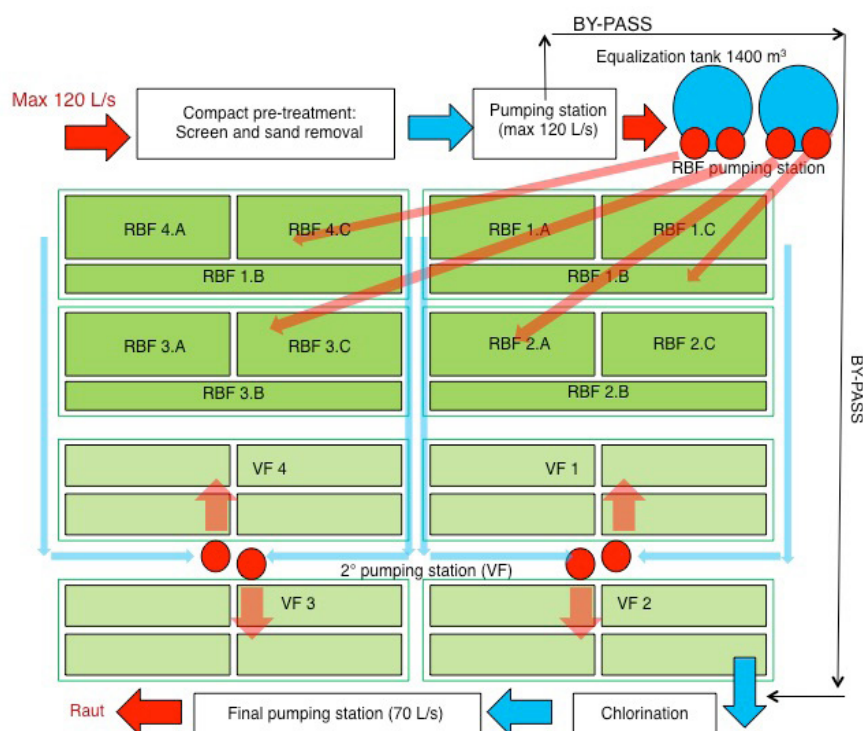 BY-PASS
Equalization tank 1400 m³
Max 120 L/s
Compact pre-treatment:
Screen and sand removal
Pumping station
(max 120 L/s)
RBF pumping station
RBF 4.A
RBF 4.C
RBF 1.A
RBF 1.C
RBF 1.B
RBF 1.B
RBF 3.A
RBF 3.C
RBF 2.A
RBF 2.C
RBF 3.B
RBF 2.B
BY-PASS
VF 4
VF 1
2° pumping station (VF)
VF 3
VF 2
Raut
Final pumping station (70 L/s)
Chlorination